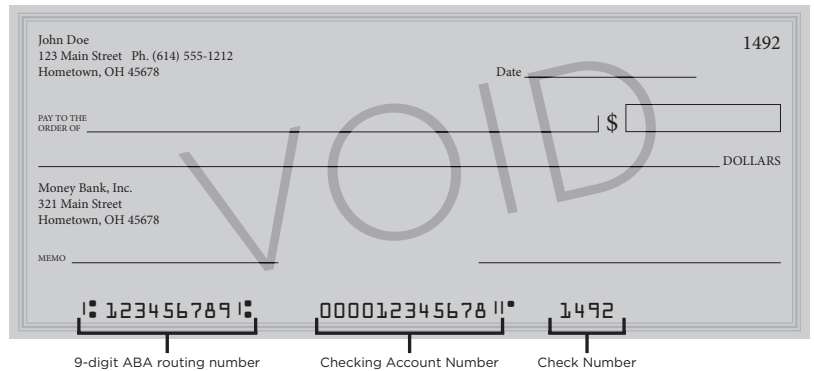 John Doe
123 Main Street Ph. (614) 555-1212
Hometown, OH 45678
1492
Date
PAY TO THE
ORDER OF
$
DOLLARS
VOID
Money Bank, Inc.
321 Main Street
Hometown, OH 45678
MEMO
⑆123456789⑆ 000012345678⑈ 1492
9-digit ABA routing number Checking Account Number Check Number